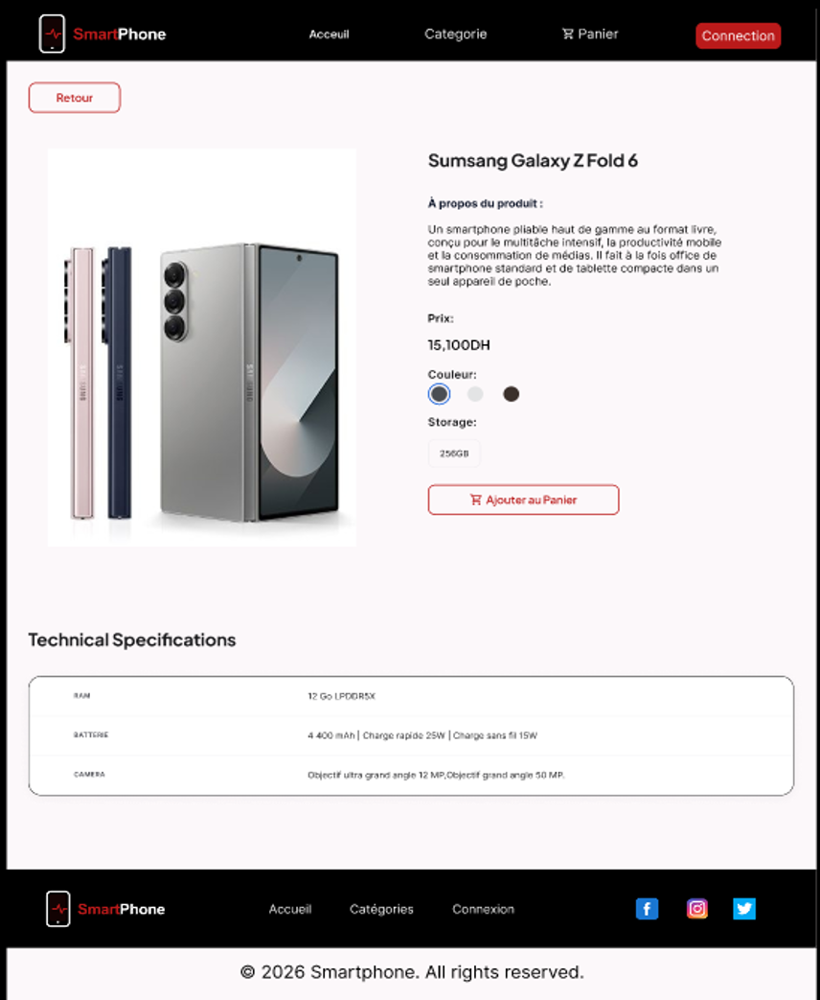 SmartPhone
Acceuil
Categorie
Panier
Connection
Retour
Sumsang Galaxy Z Fold 6
À propos du produit :
Un smartphone pliable haut de gamme au format livre,
conçu pour le multitâche intensif, la productivité mobile
et la consommation de médias. Il fait à la fois office de
smartphone standard et de tablette compacte dans un
seul appareil de poche.
Prix:
15,100DH
Couleur:
Storage:
256GB
Ajouter au Panier
SAMSUNG
SAMSUNG
SAMSUNG
Technical Specifications
RAM
12 Go LPDDR5X
BATTERIE
4 400 mAh | Charge rapide 25W | Charge sans fil 15W
CAMERA
Objectif ultra grand angle 12 MP,Objectif grand angle 50 MP.
SmartPhone
Accueil
Catégories
Connexion
© 2026 Smartphone. All rights reserved.